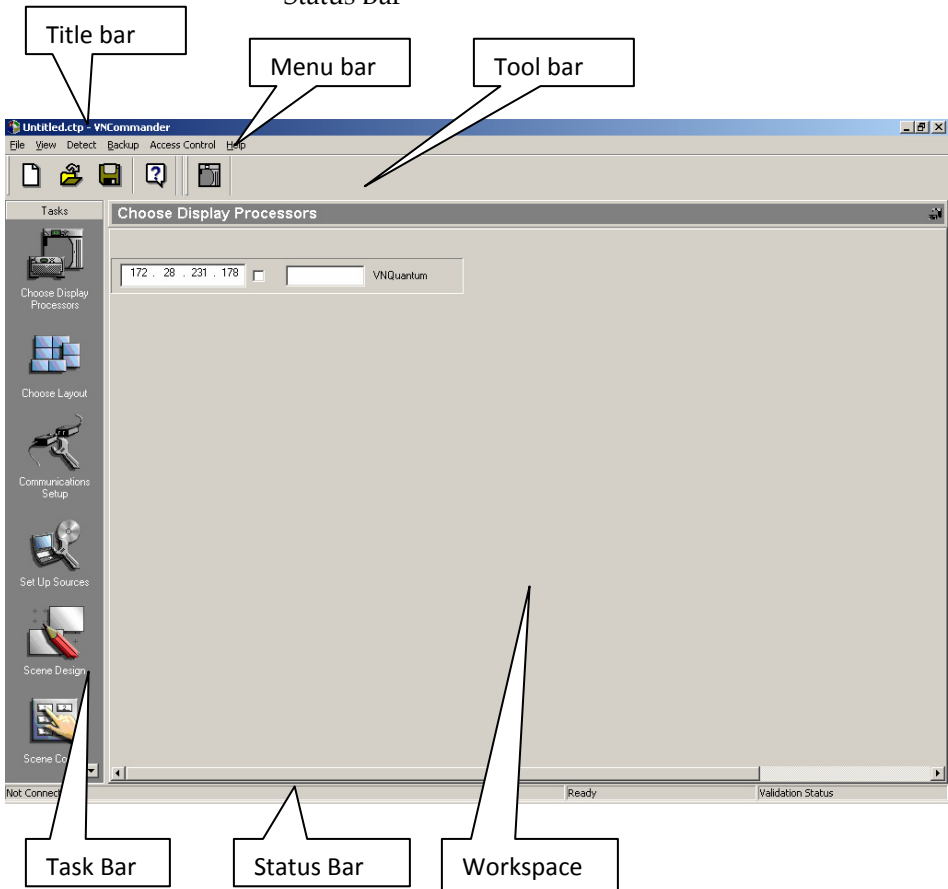 Status Bar
Title bar
Menu bar
Tool bar
Untitled.ctp - VNCommander
File View Detect Backup Access Control Help
Tasks
Choose Display Processors
172 . 28 . 231 . 178
VNQuantum
Choose Display
Processors
Choose Layout
Communications
Setup
Set Up Sources
Scene Design
Scene
Not
Ready
Validation Status
Task Bar
Status Bar
Workspace